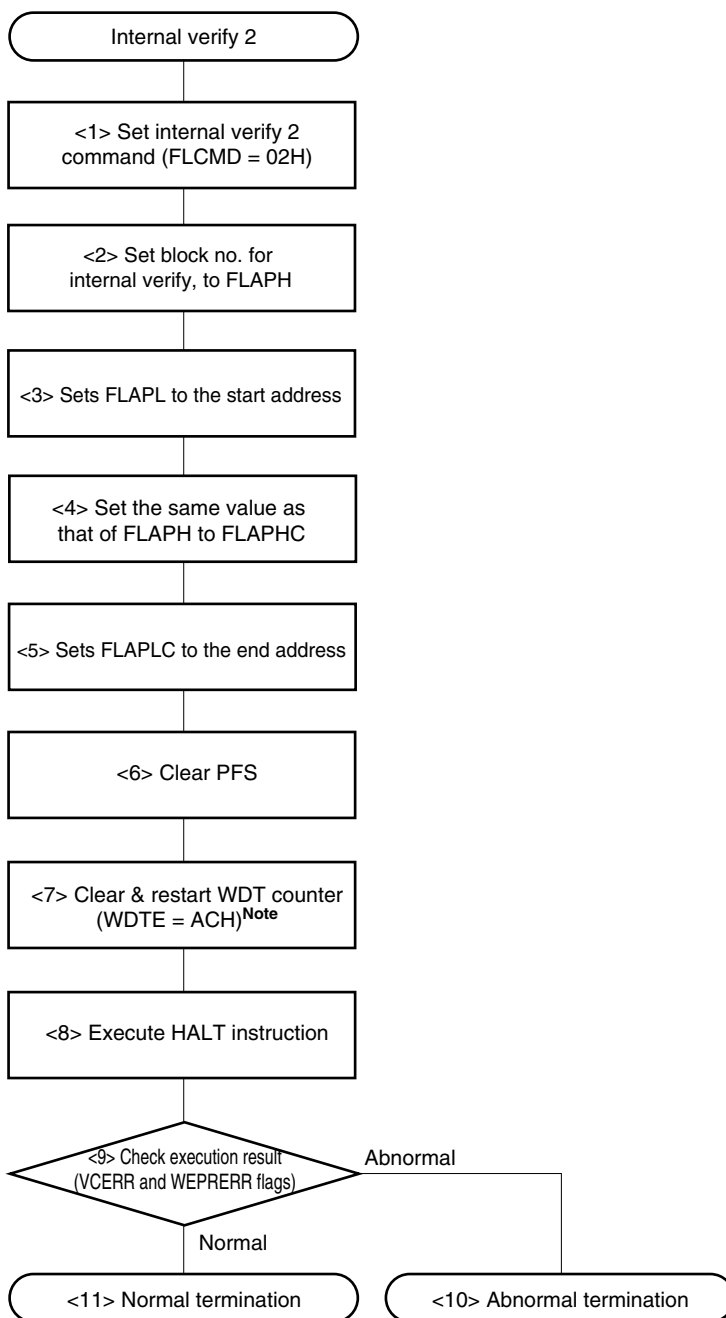 Internal verify 2
<1> Set internal verify 2
command (FLCMD = 02H)
<2> Set block no. for
internal verify, to FLAPH
<3> Sets FLAPL to the start address
<4> Set the same value as
that of FLAPH to FLAPHC
<5> Sets FLAPLC to the end address
<6> Clear PFS
<7> Clear & restart WDT counter
(WDTE = ACH)Note
<8> Execute HALT instruction
<9> Check execution result
(VCERR and WEPRERR flags)
Abnormal
Normal
<11> Normal termination
<10> Abnormal termination